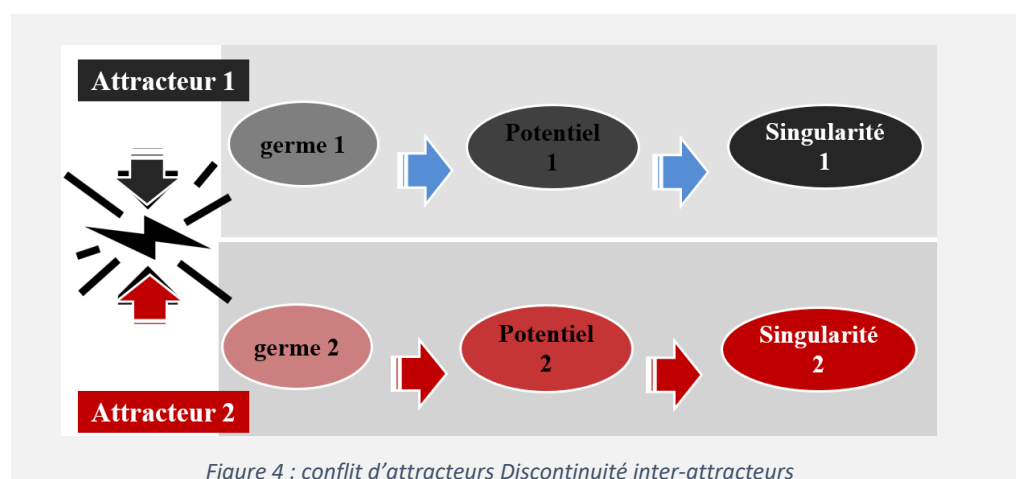 Attracteur 1
germe 1
Potentiel
1
Singularité
1
germe 2
Potentiel
2
Singularité
2
Attracteur 2
Figure 4 : conflit d’attracteurs Discontinuité inter-attracteurs